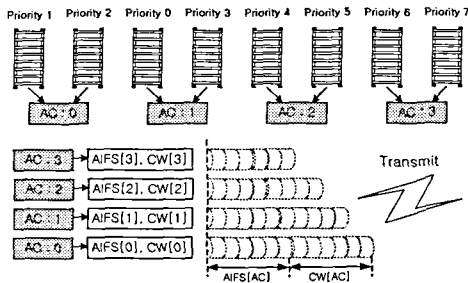 Priority 1 Priority 2 Priority 0 Priority 3 Priority 4 Priority 5 Priority 6 Priority 7
AC : 0 AC : 1 AC : 2 AC : 3
AC : 3 AIFS[3], CW[3]
AC : 2 AIFS[2], CW[2]
AC : 1 AIFS[1], CW[1]
AC : 0 AIFS[0], CW[0]
Transmit
AIFS[AC] CW[AC]